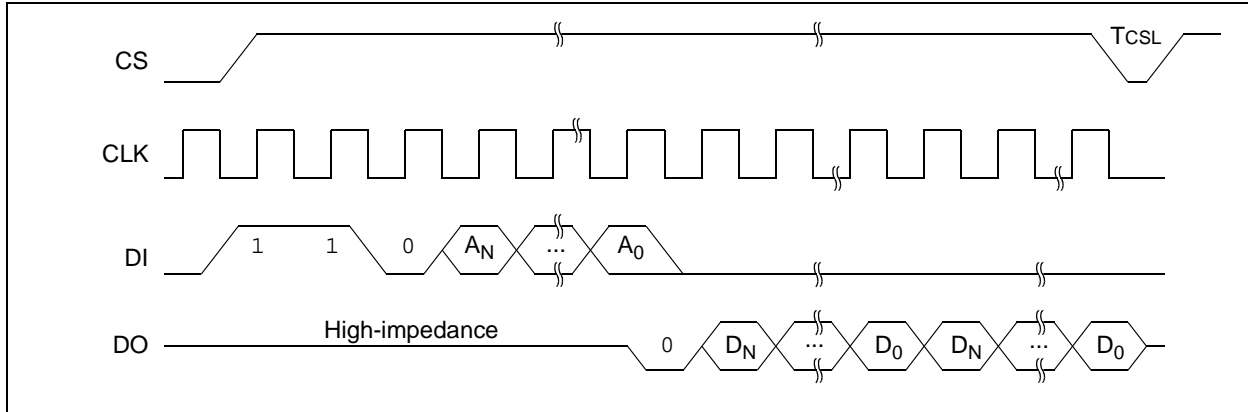 CS TCSL
CLK
DI 1 1 0 AN ... A0
High-impedance
DO 0 DN ... D0 DN ... D0